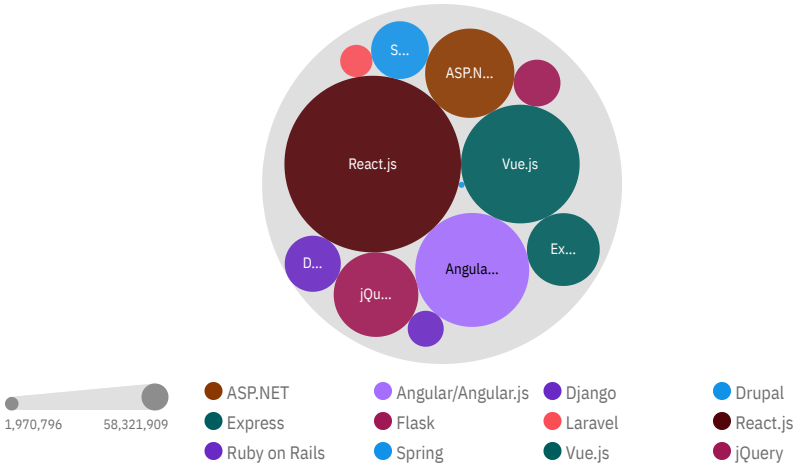 S...
ASP.N...
React.js
Vue.js
Ex...
D...
Angula...
jQu...
1,970,796
58,321,909
ASP.NET
Angular/Angular.js
Django
Drupal
Express
Flask
Laravel
React.js
Ruby on Rails
Spring
Vue.js
jQuery